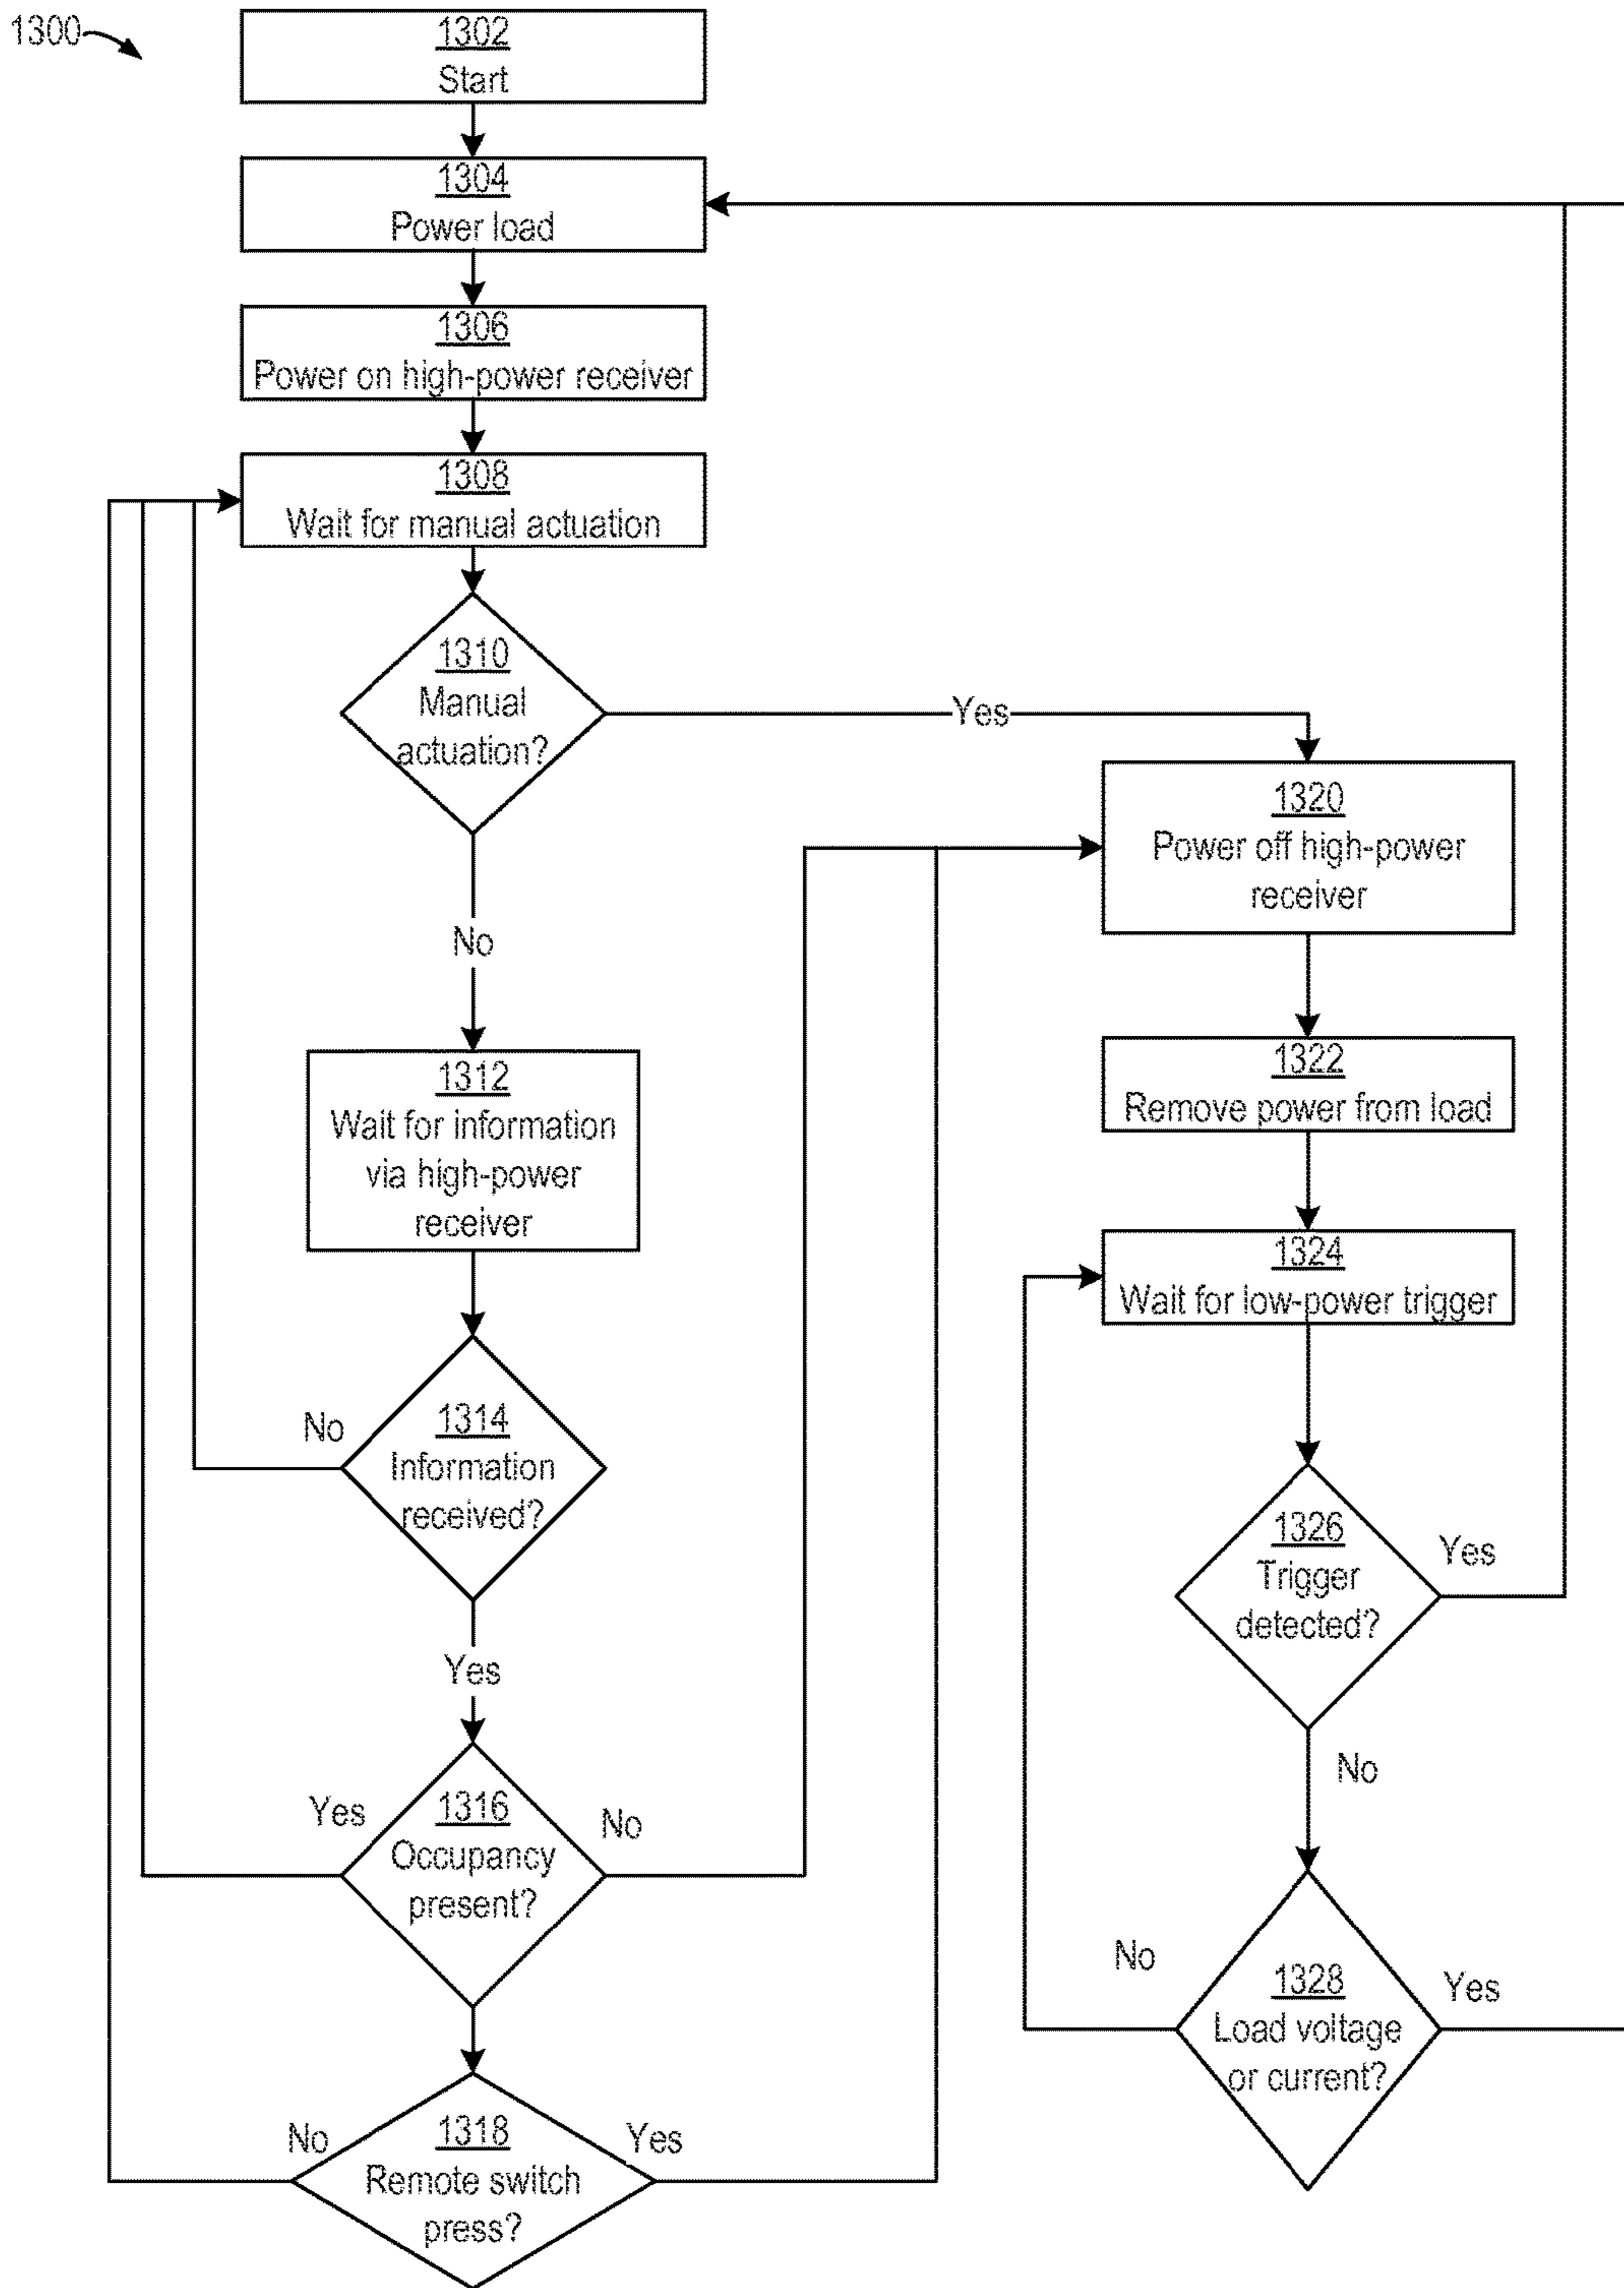 1300
1302
Start
1304
Power load
1306
Power on high-power receiver
1308
Wait for manual actuation
1310
Manual
actuation?
Yes
No
1312
Wait for information
via high-power
receiver
1314
Information
received?
No
Yes
1316
Occupancy
present?
Yes
No
1318
Remote switch
press?
No
Yes
1320
Power off high-power
receiver
1322
Remove power from load
1324
Wait for low-power trigger
1326
Trigger
detected?
Yes
No
1328
Load voltage
or current?
No
Yes